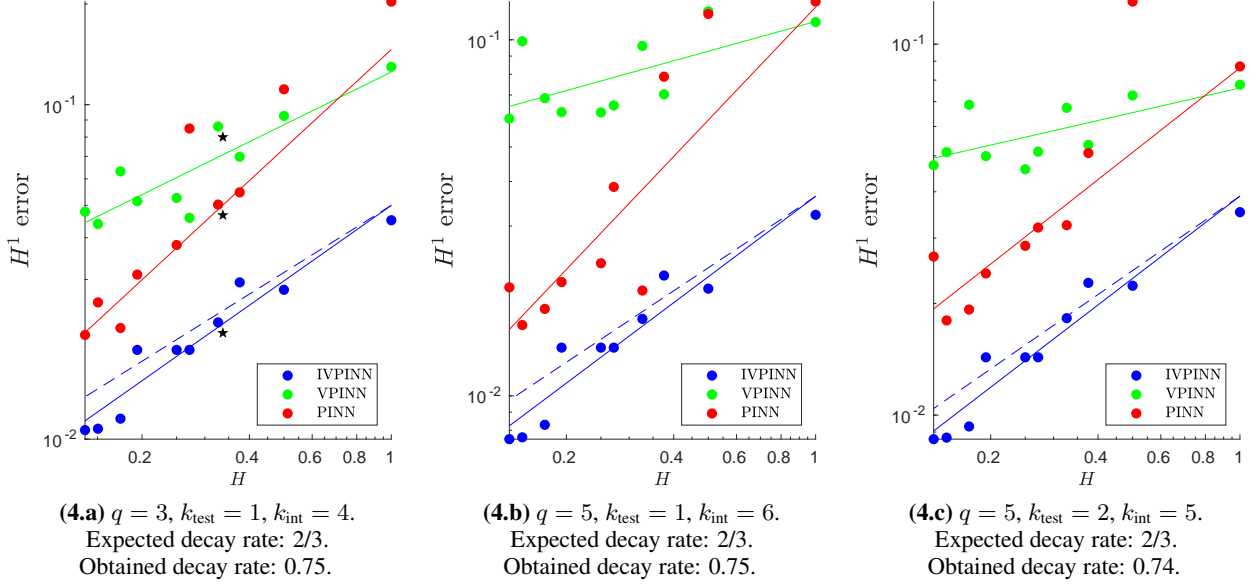 10^{-1}
10^{-2}
H^1 error
0.2
0.4
0.6
0.8
1
H
IVPINN
VPINN
PINN
(4.a) q = 3, k_test = 1, k_int = 4.
Expected decay rate: 2/3.
Obtained decay rate: 0.75.
10^{-1}
10^{-2}
H^1 error
0.2
0.4
0.6
0.8
1
H
IVPINN
VPINN
PINN
(4.b) q = 5, k_test = 1, k_int = 6.
Expected decay rate: 2/3.
Obtained decay rate: 0.75.
10^{-1}
10^{-2}
H^1 error
0.2
0.4
0.6
0.8
1
H
IVPINN
VPINN
PINN
(4.c) q = 5, k_test = 2, k_int = 5.
Expected decay rate: 2/3.
Obtained decay rate: 0.74.